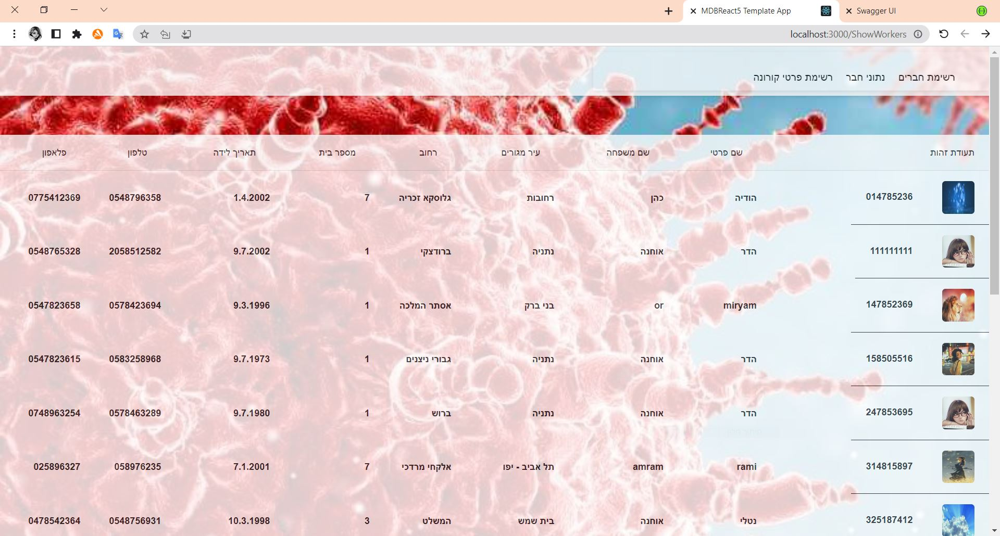 MDBReact5 Template App
Swagger UI
localhost:3000/ShowWorkers
רשימת חברים נתוני חבר רשימת פרטי קורונה
תעודת זהות שם פרטי שם משפחה עיר מגורים רחוב מספר בית תאריך לידה טלפון פלאפון
014785236 הודיה כהן רחובות גלוסקא זכריה 7 1.4.2002 0548796358 0775412369
111111111 הדר אוחנה נתניה ברודצקי 1 9.7.2002 2058512582 0548765328
147852369 miryam or בני ברק אסתר המלכה 1 9.3.1996 0578423694 0547823658
158505516 הדר אוחנה נתניה גבורי ניצנים 1 9.7.1973 0583258968 0547823615
247853695 הדר אוחנה נתניה ברוש 1 9.7.1980 0578463289 0748963254
314815897 rami amram תל אביב - יפו אלקחי מרדכי 7 7.1.2001 058976235 025896327
325187412 נטלי אוחנה בית שמש המשלט 3 10.3.1998 0548756931 0478542364